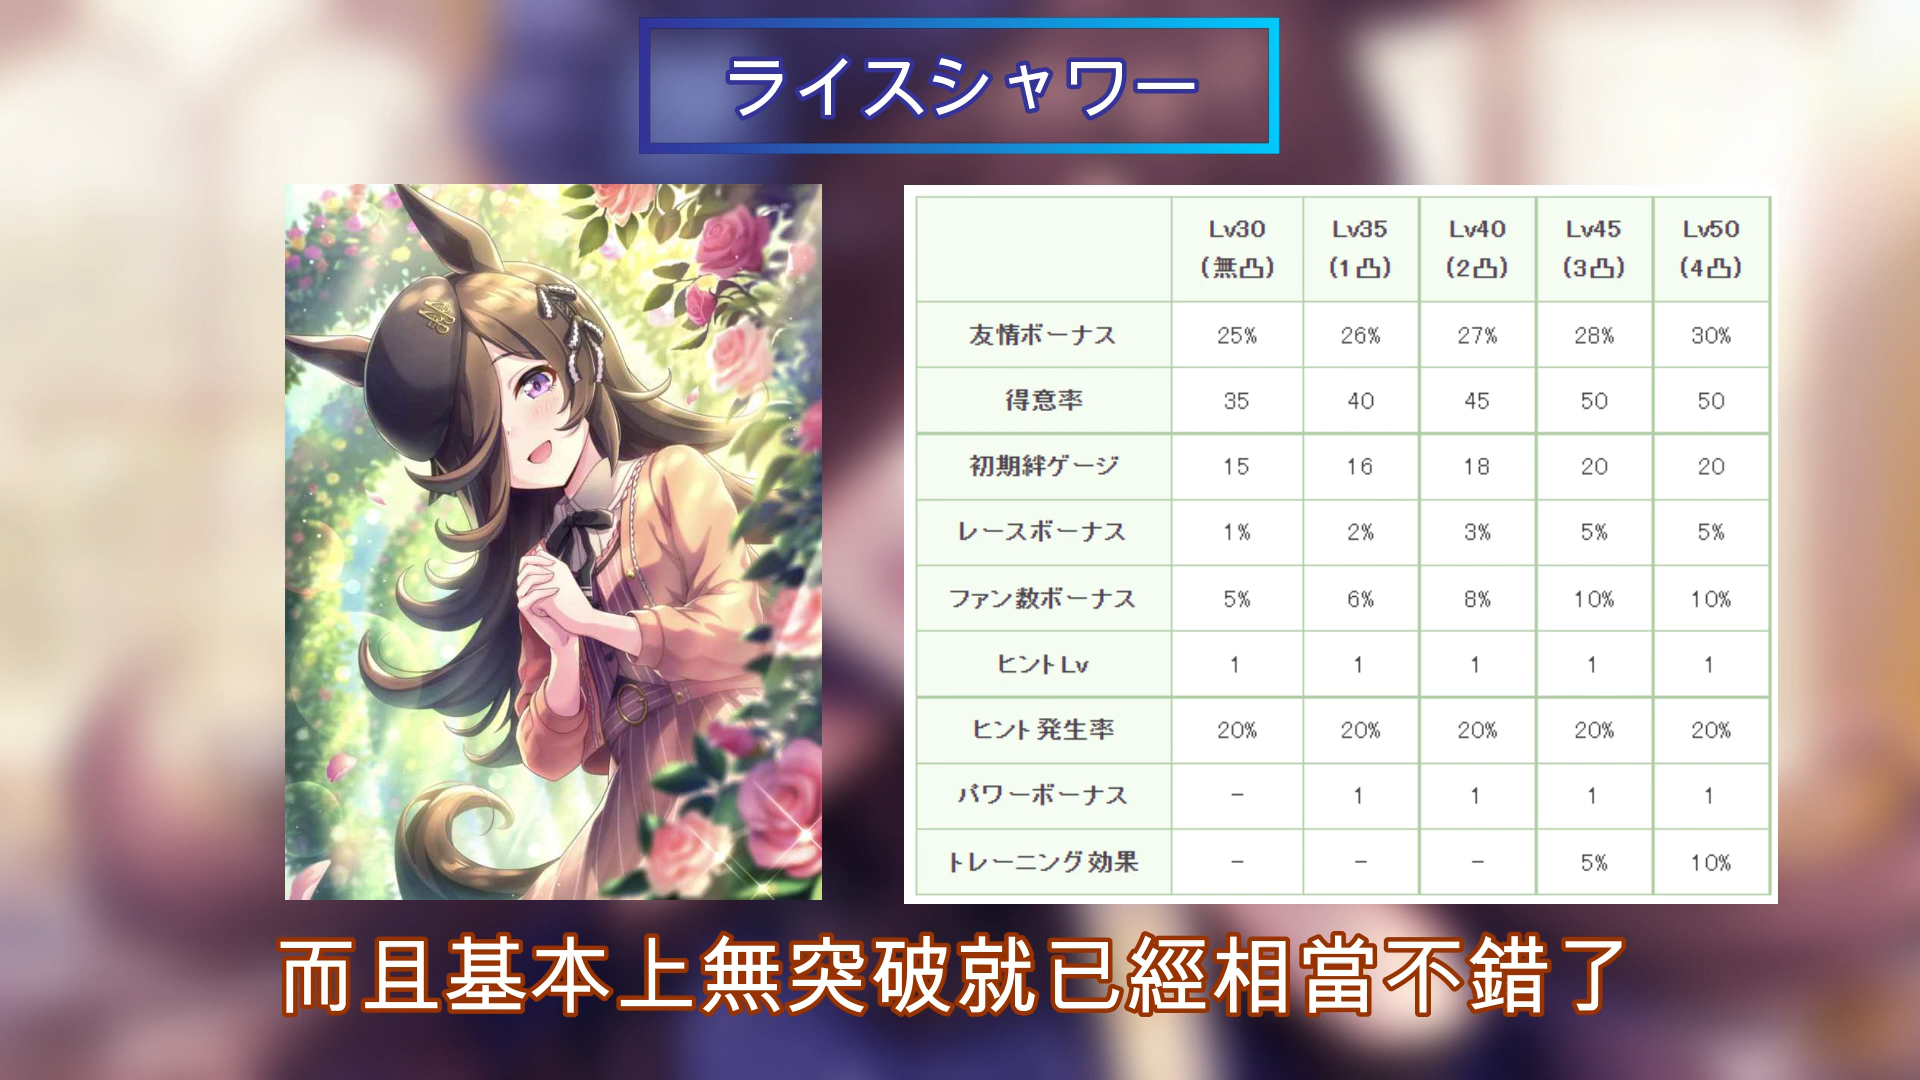 ライスシャワー
Lv30 Lv35 Lv40 Lv45 Lv50
(無凸) (1凸) (2凸) (3凸) (4凸)
友情ボーナス 25% 26% 27% 28% 30%
得意率 35 40 45 50 50
初期絆ゲージ 15 16 18 20 20
レースボーナス 1% 2% 3% 5% 5%
ファン数ボーナス 5% 6% 8% 10% 10%
ヒントLv 1 1 1 1 1
ヒント発生率 20% 20% 20% 20% 20%
パワーボーナス - 1 1 1 1
トレーニング効果 - - - 5% 10%
而且基本上無突破就已經相當不錯了